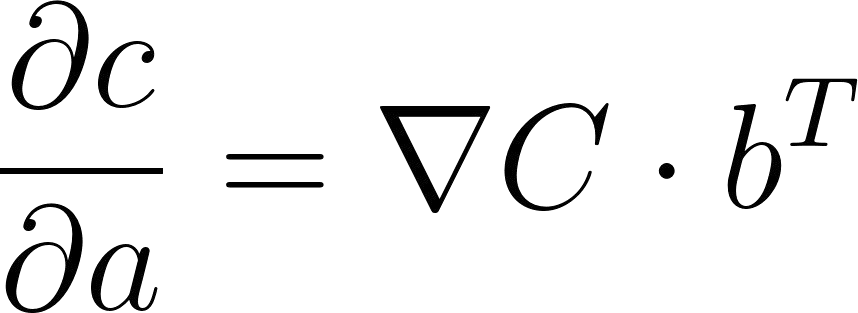 ∂c/∂a = ∇C · b^T